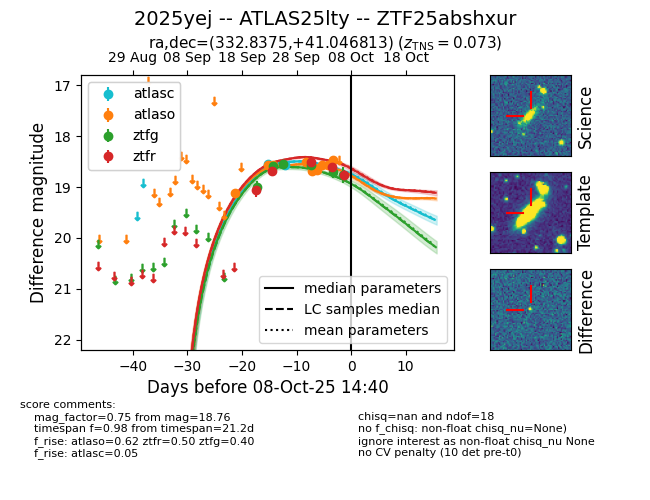 2025yej -- ATLAS25lty -- ZTF25abshxur
ra,dec=(332.8375,+41.046813) (z_TNS = 0.073)
29 Aug 08 Sep 18 Sep 28 Sep 08 Oct 18 Oct
17
18
19
20
21
22
Difference magnitude
atlasc
atlaso
ztfg
ztfr
median parameters
LC samples median
mean parameters
−40 −30 −20 −10 0 10
Days before 08-Oct-25 14:40
Science
Template
Difference
score comments:
mag_factor=0.75 from mag=18.76
timespan f=0.98 from timespan=21.2d
f_rise: atlaso=0.62 ztfr=0.50 ztfg=0.40
f_rise: atlasc=0.05
chisq=nan and ndof=18
no f_chisq: non-float chisq_nu=None)
ignore interest as non-float chisq_nu None
no CV penalty (10 det pre-t0)